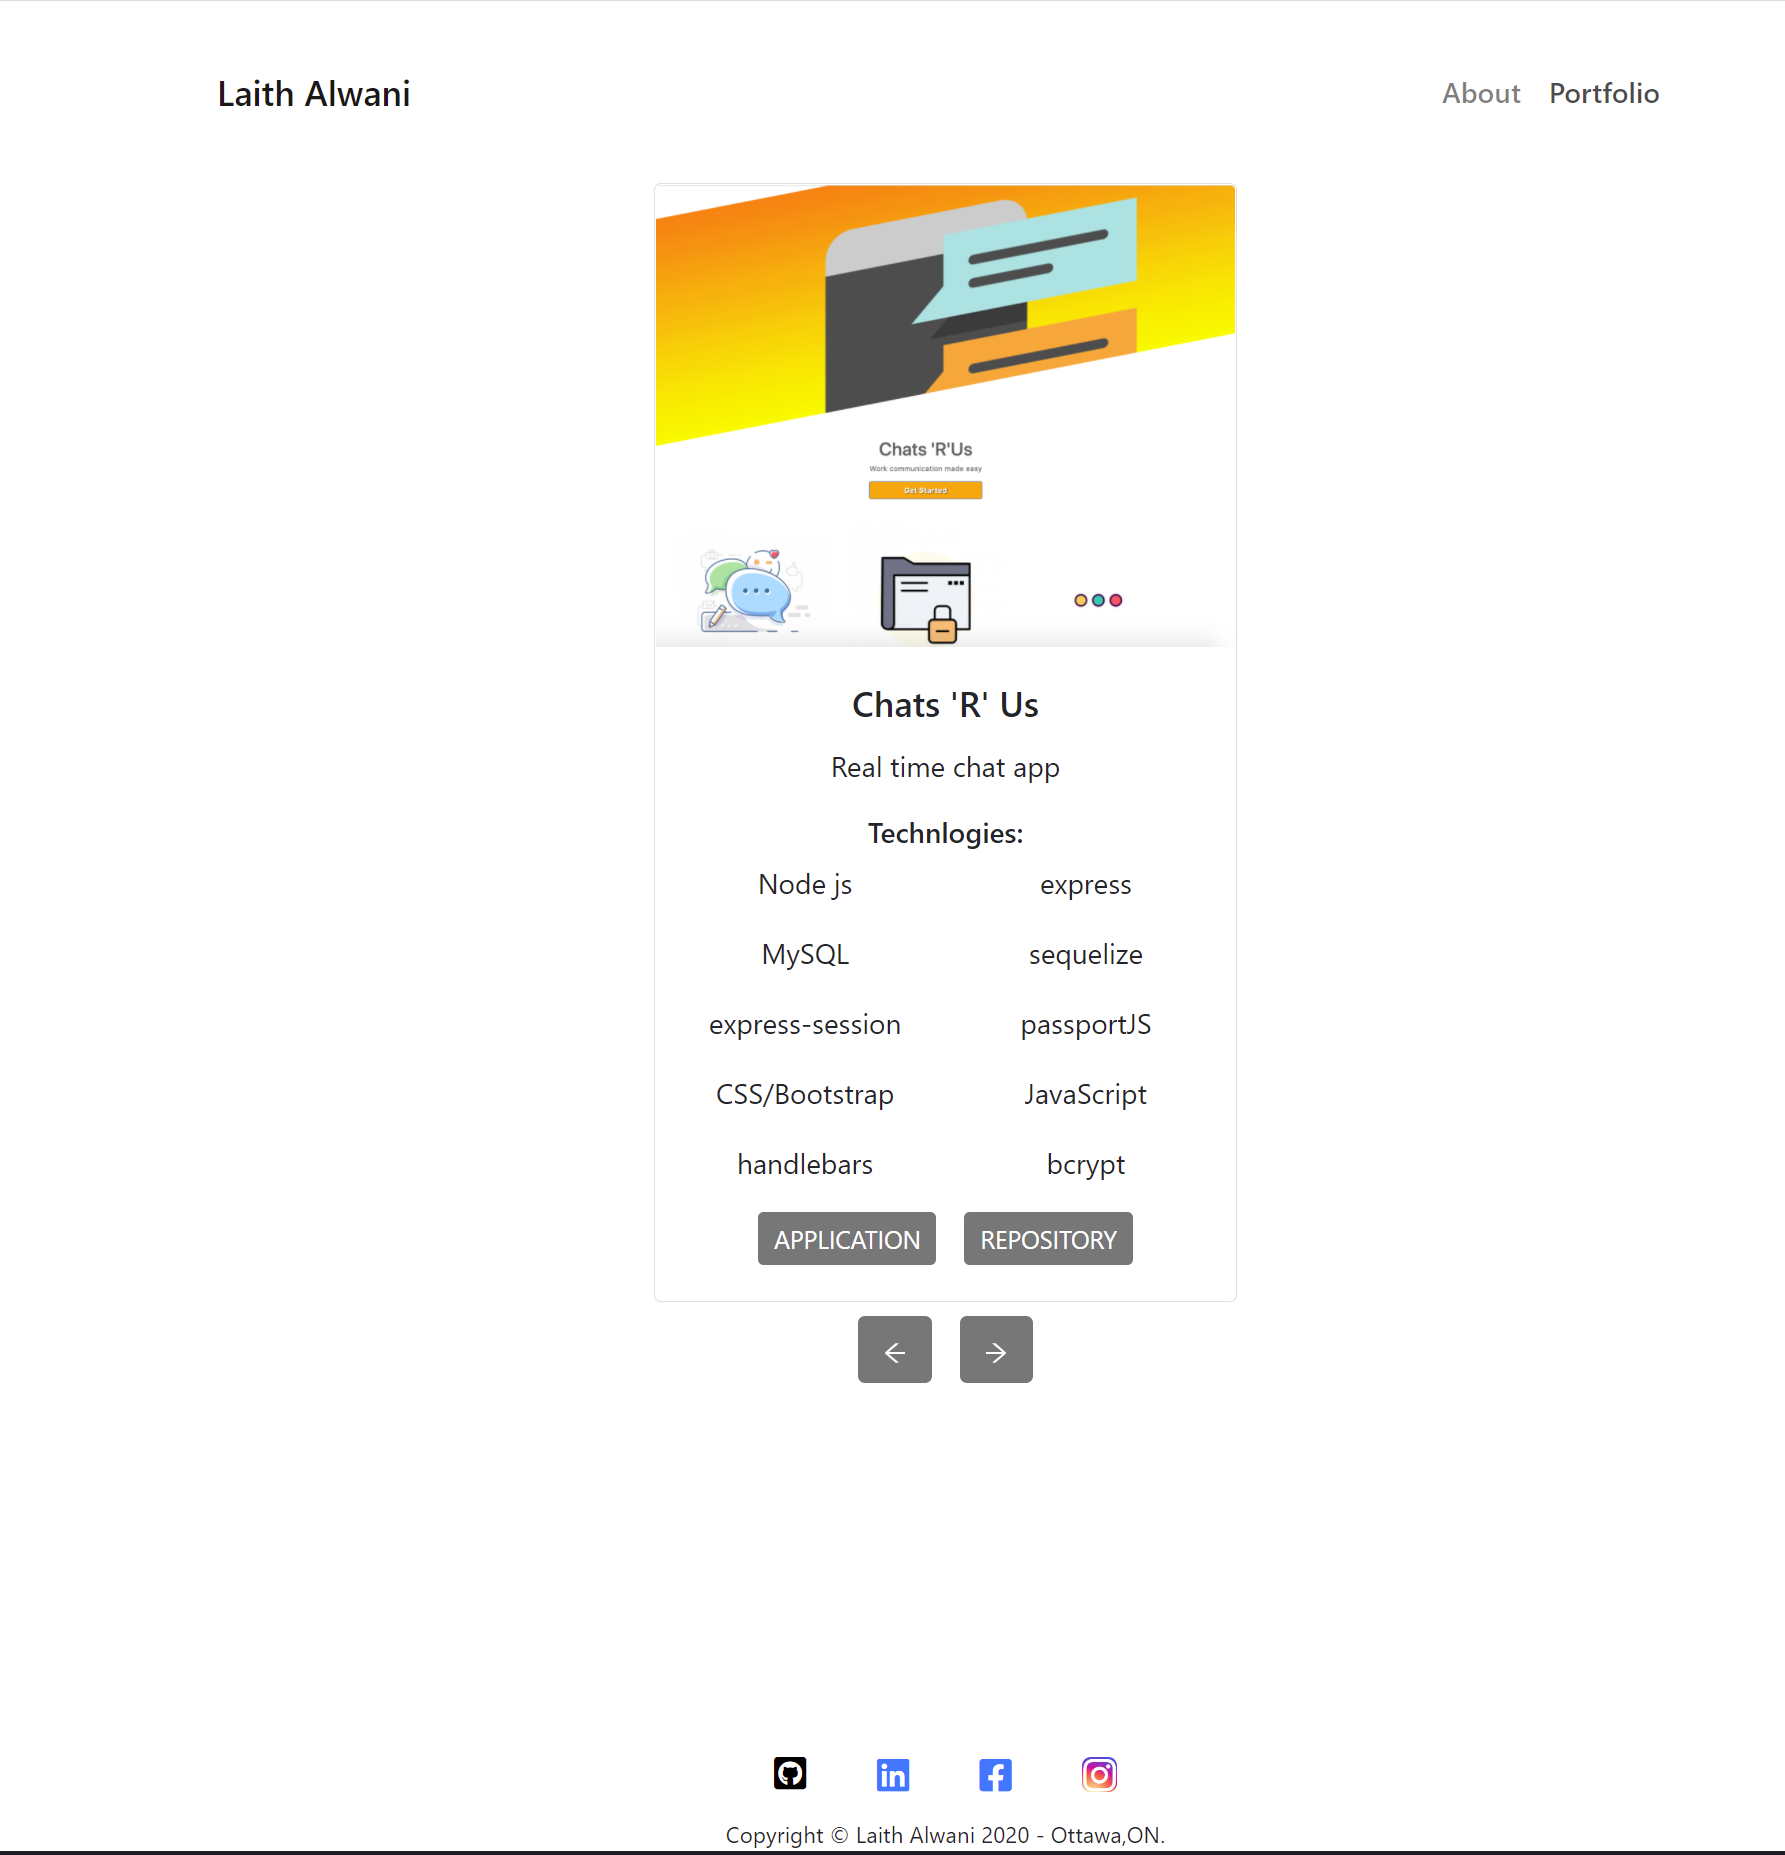 Laith Alwani
About Portfolio
Chats 'R'Us
Work communication made easy
Get Started
Chats 'R' Us
Real time chat app
Technlogies:
Node js express
MySQL sequelize
express-session passportJS
CSS/Bootstrap JavaScript
handlebars bcrypt
APPLICATION REPOSITORY
Copyright © Laith Alwani 2020 - Ottawa,ON.